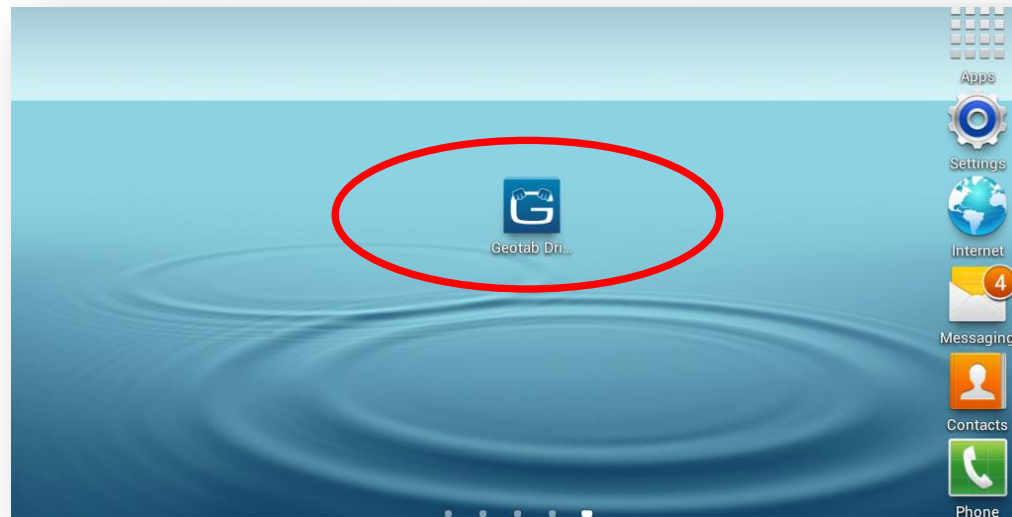 Apps
Settings
G
Geotab Dri...
Internet
4
Messaging
Contacts
Phone